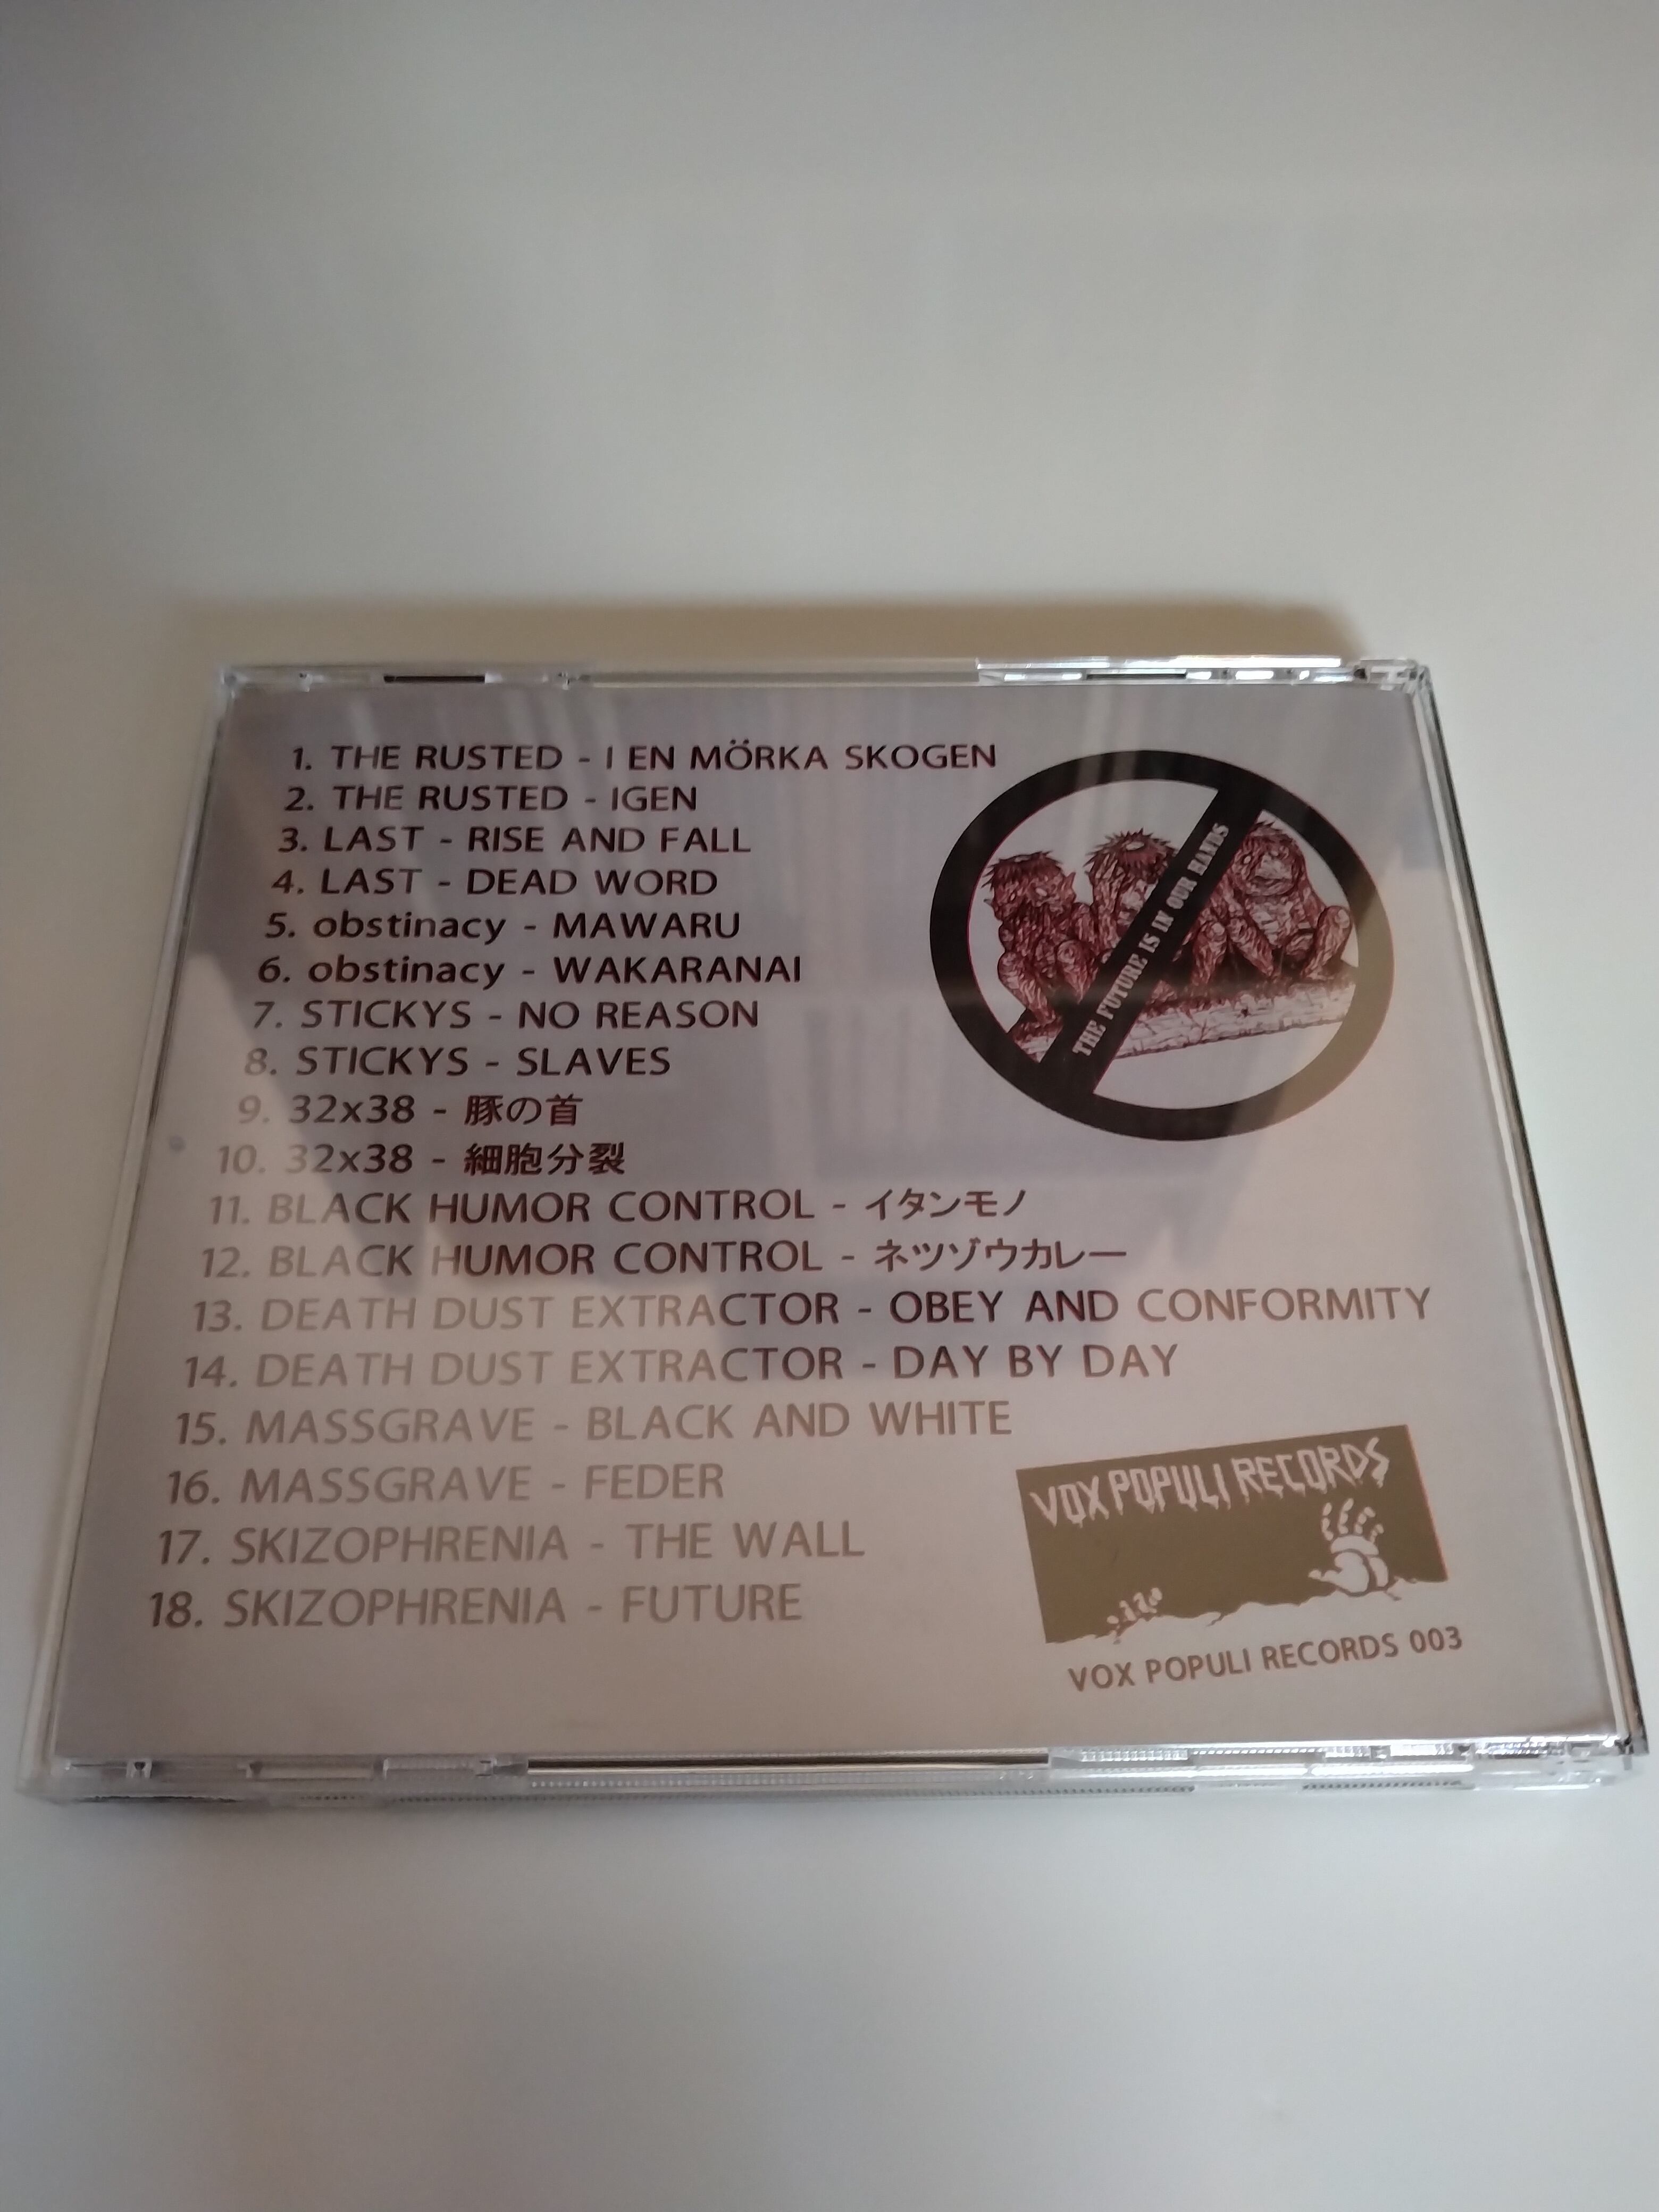 1. THE RUSTED - I EN MÖRKA SKOGEN
2. THE RUSTED - IGEN
3. LAST - RISE AND FALL
4. LAST - DEAD WORD
5. obstinacy - MAWARU
6. obstinacy - WAKARANAI
7. STICKYS - NO REASON
8. STICKYS - SLAVES
9. 32x38 - 豚の首
10. 32x38 - 細胞分裂
11. BLACK HUMOR CONTROL - イタンモノ
12. BLACK HUMOR CONTROL - ネツゾウカレー
13. DEATH DUST EXTRACTOR - OBEY AND CONFORMITY
14. DEATH DUST EXTRACTOR - DAY BY DAY
15. MASSGRAVE - BLACK AND WHITE
16. MASSGRAVE - FEDER
17. SKIZOPHRENIA - THE WALL
18. SKIZOPHRENIA - FUTURE
THE FUTURE IS IN OUR HANDS
VOX POPULI RECORDS
VOX POPULI RECORDS 003